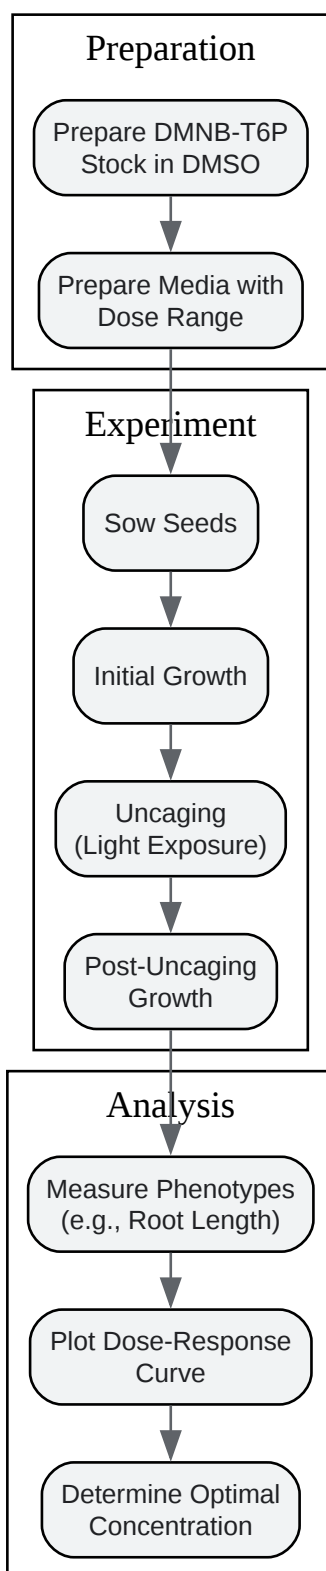 Preparation
Prepare DMNB-T6P
Stock in DMSO
Prepare Media with
Dose Range
Experiment
Sow Seeds
Initial Growth
Uncaging
(Light Exposure)
Post-Uncaging
Growth
Analysis
Measure Phenotypes
(e.g., Root Length)
Plot Dose-Response
Curve
Determine Optimal
Concentration